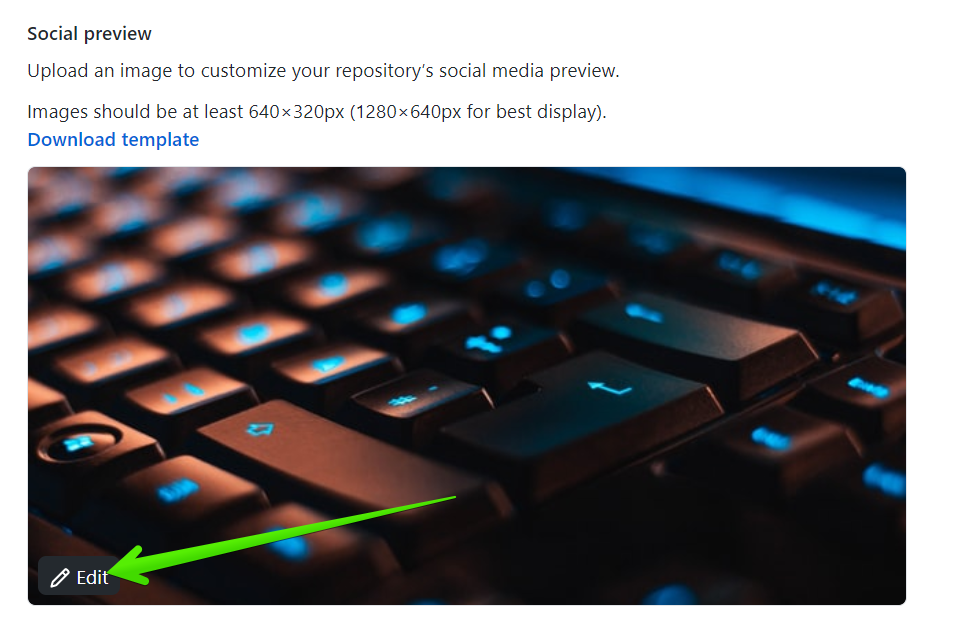 Social preview
Upload an image to customize your repository’s social media preview.
Images should be at least 640×320px (1280×640px for best display).
Download template
Edit